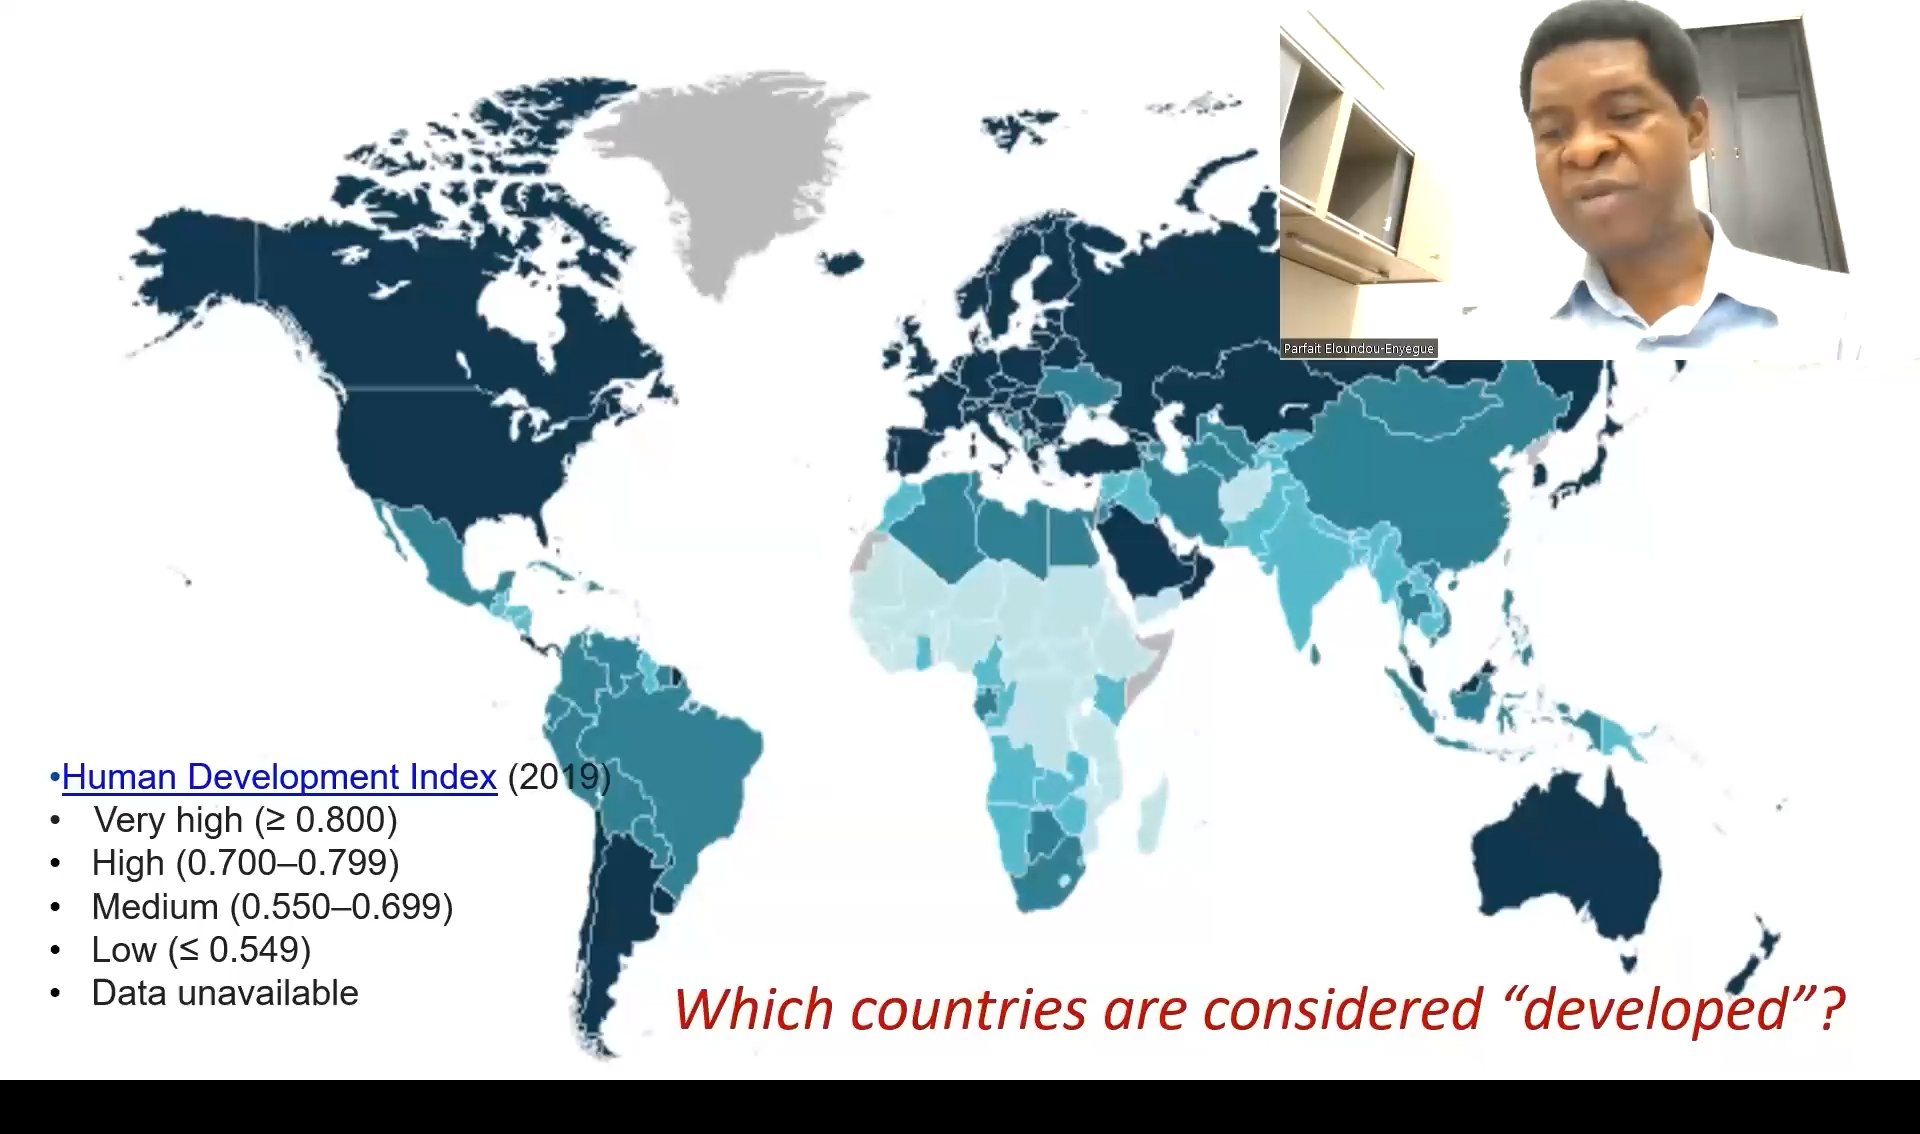 Parfait Eloundou-Enyegue
•Human Development Index (2019)
• Very high (≥ 0.800)
• High (0.700–0.799)
• Medium (0.550–0.699)
• Low (≤ 0.549)
• Data unavailable
Which countries are considered “developed”?